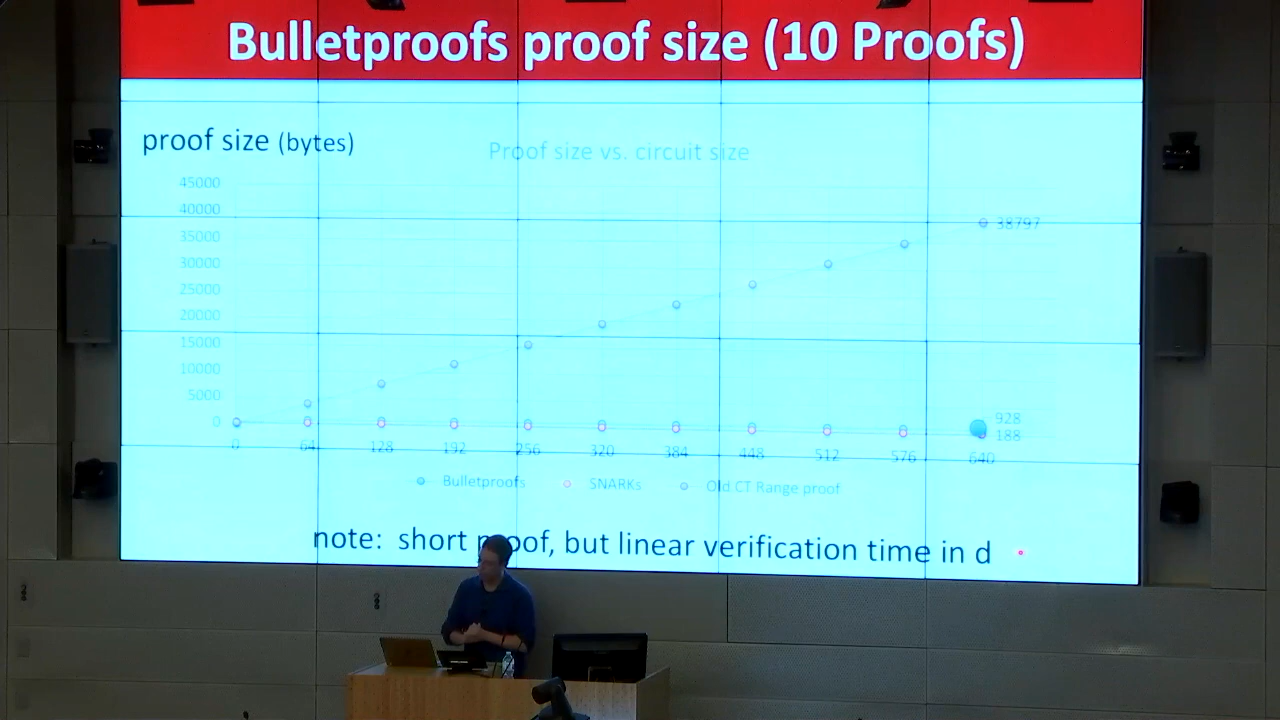 Bulletproofs proof size (10 Proofs)
proof size (bytes)
Proof size vs. circuit size
45000
40000
35000
30000
25000
20000
15000
10000
5000
0
38797
928
188
0 64 128 192 256 320 384 448 512 576 640
Bulletproofs SNARKs Old CT Range proof
note: short proof, but linear verification time in d